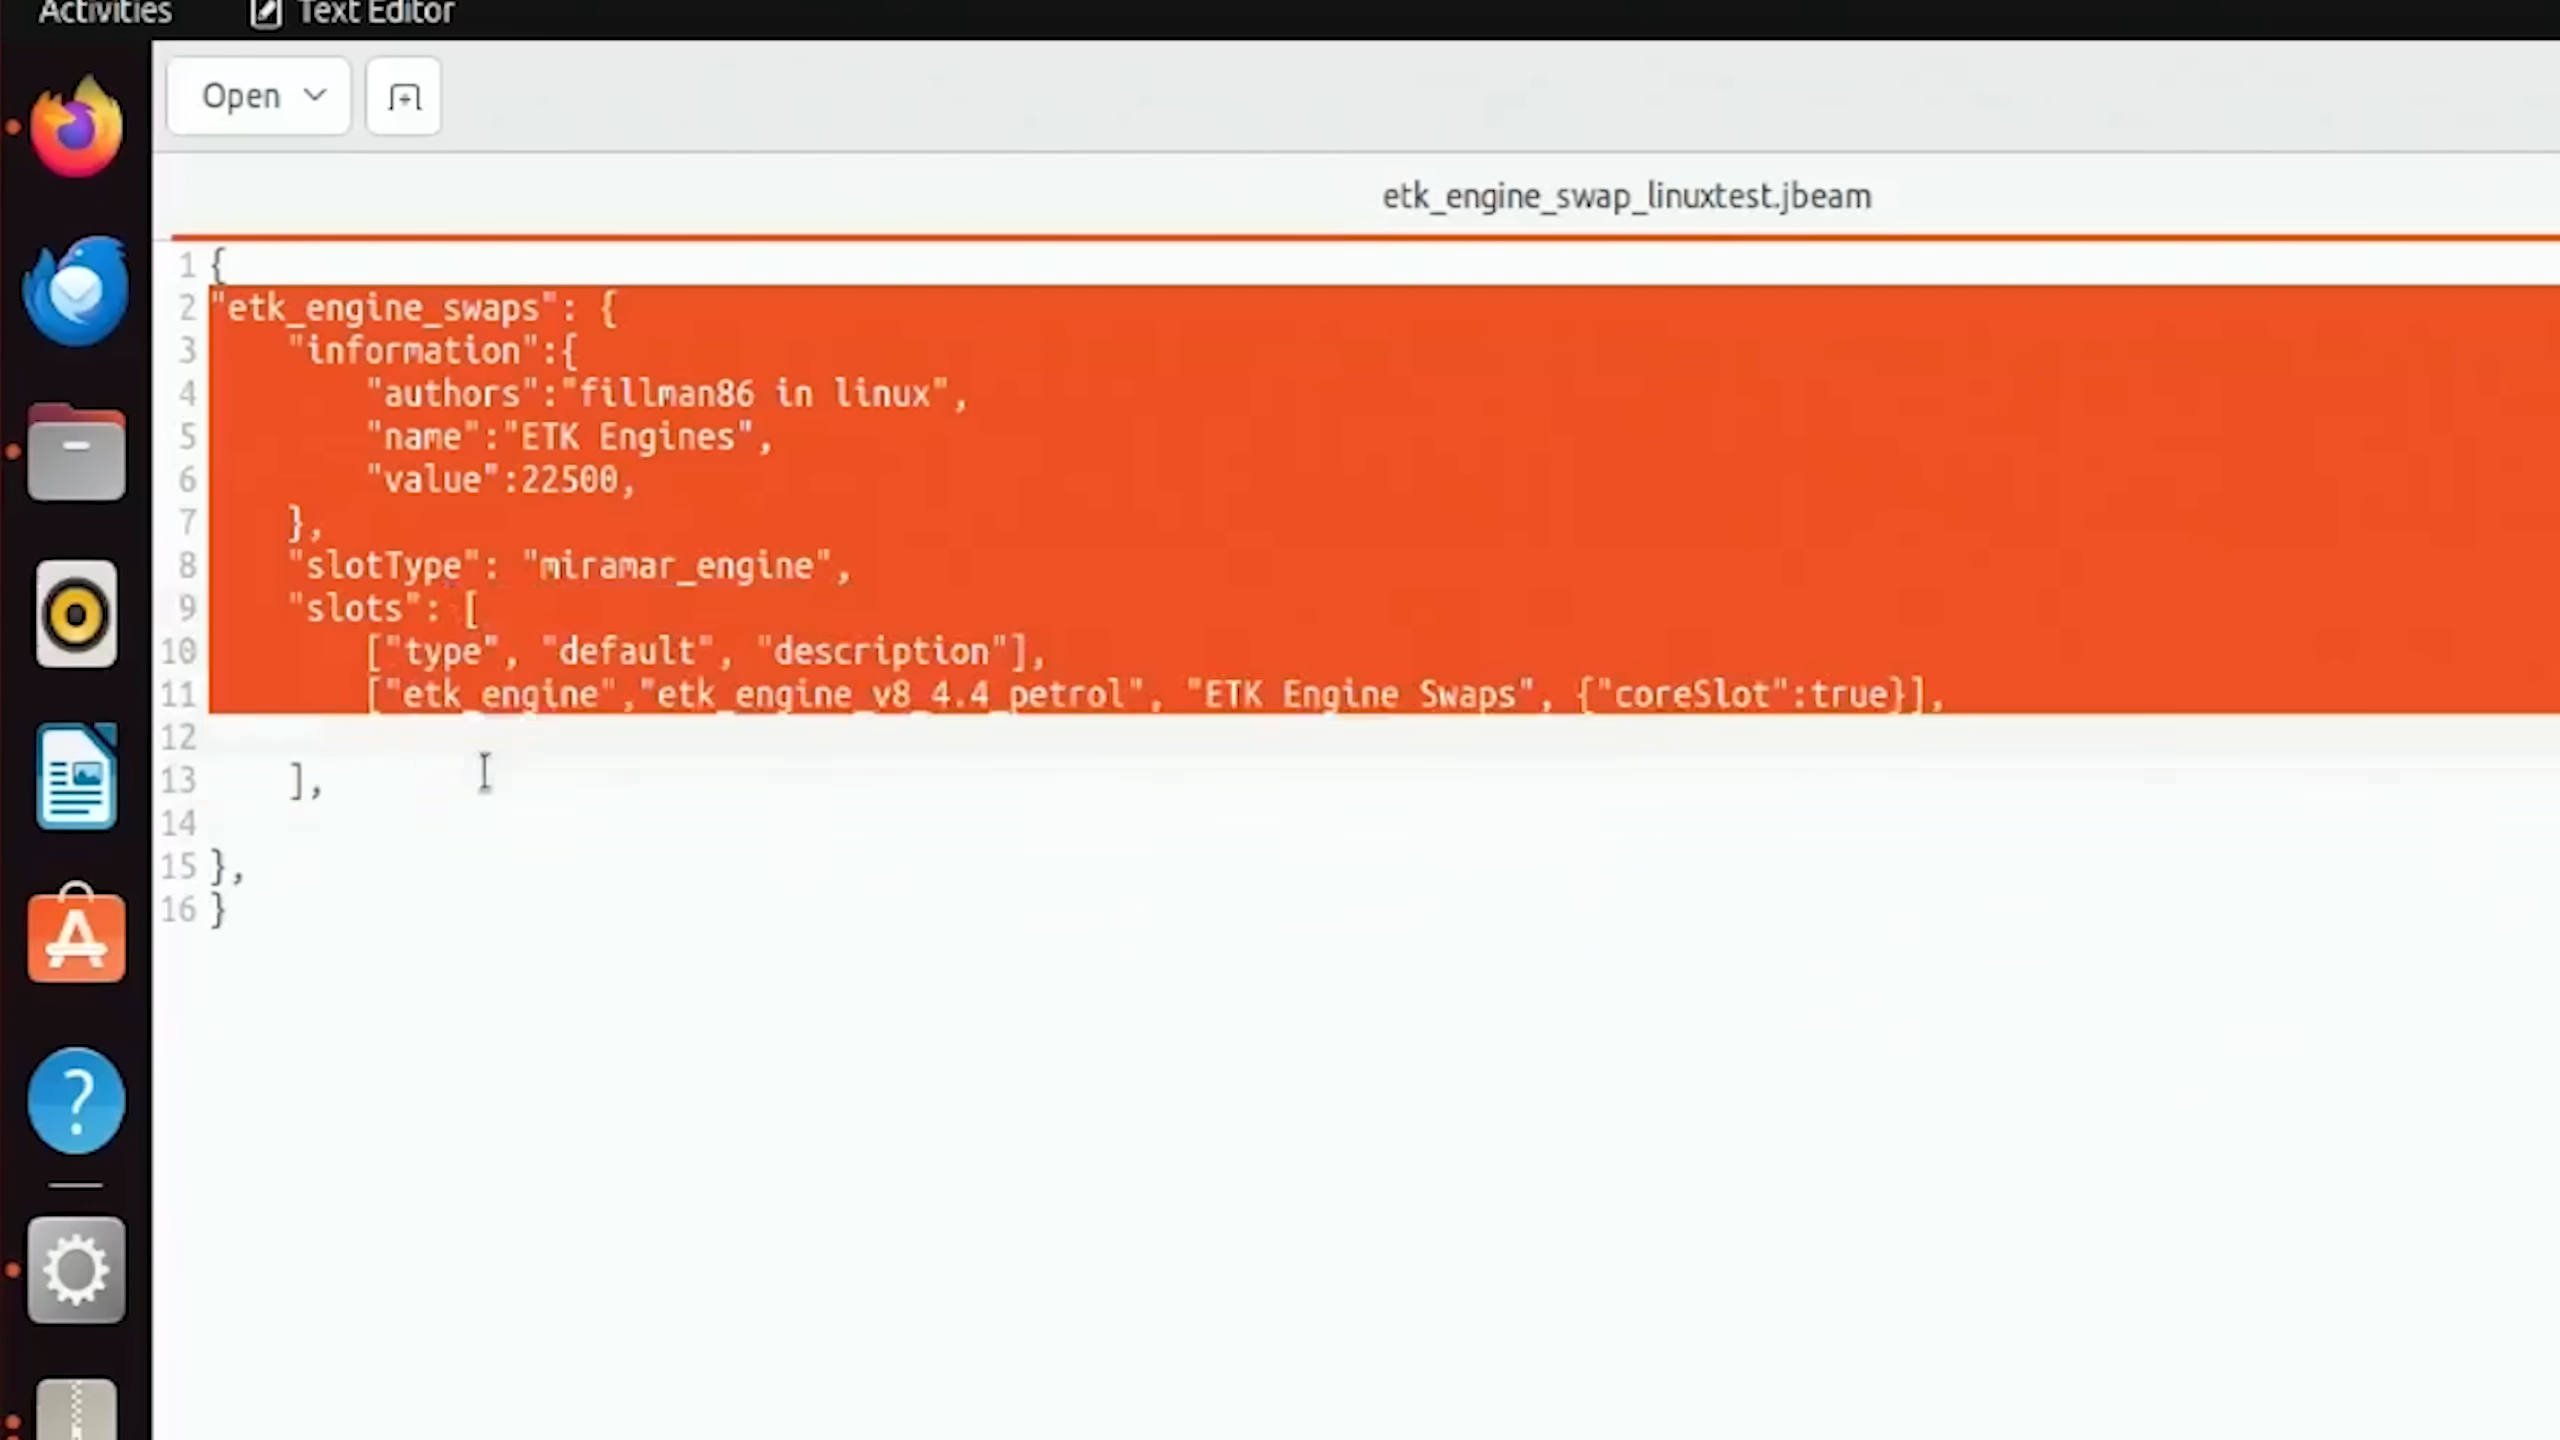 Activities Text Editor
Open
etk_engine_swap_linuxtest.jbeam
1 {
2 "etk_engine_swaps": {
3 "information":{
4 "authors":"fillman86 in linux",
5 "name":"ETK Engines",
6 "value":22500,
7 },
8 "slotType": "miramar_engine",
9 "slots": [
10 ["type", "default", "description"],
11 ["etk_engine","etk_engine_v8_4.4_petrol", "ETK Engine Swaps", {"coreSlot":true}],
12
13 ],
14
15 },
16 }